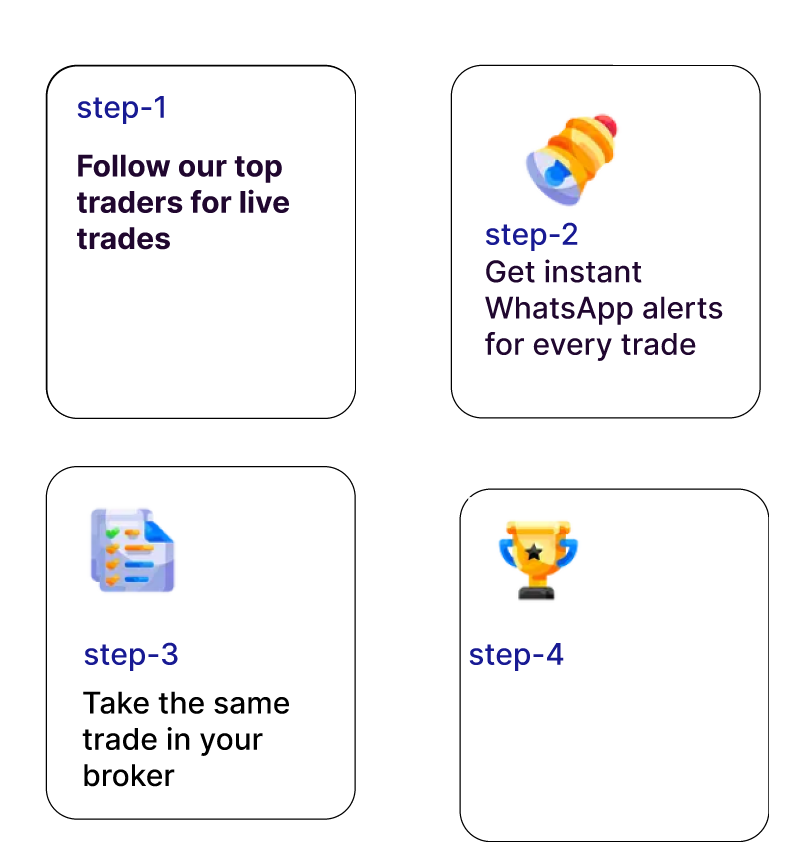 step-1
Follow our top
traders for live
trades
step-2
Get instant
WhatsApp alerts
for every trade
step-3
Take the same
trade in your
broker
step-4